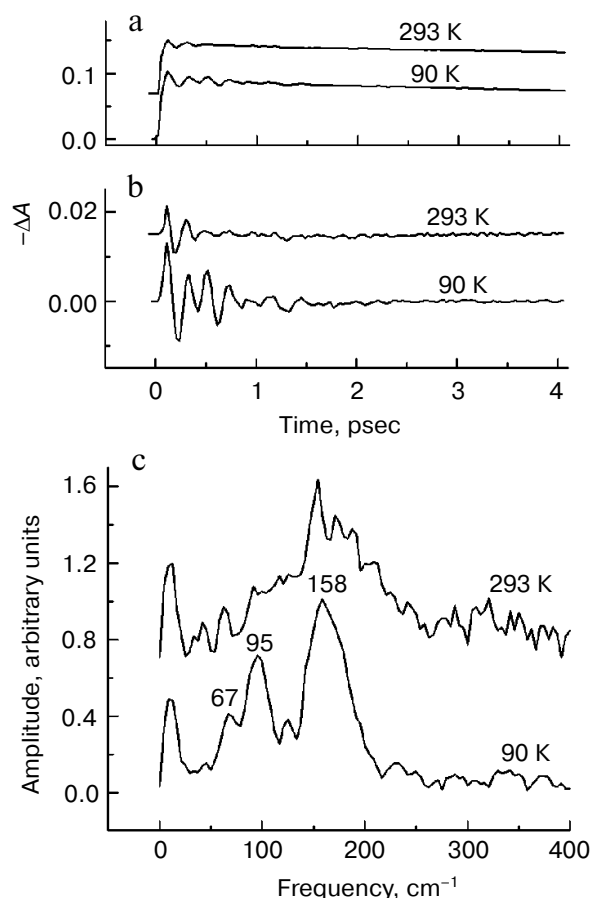 a
293 K
0.1
90 K
0.0
b
−ΔA
0.02
293 K
0.00
90 K
0 1 2 3 4
Time, psec
c
Amplitude, arbitrary units
1.6
1.2
158
293 K
0.8
95
67
0.4
90 K
0.0
0 100 200 300 400
Frequency, cm⁻¹